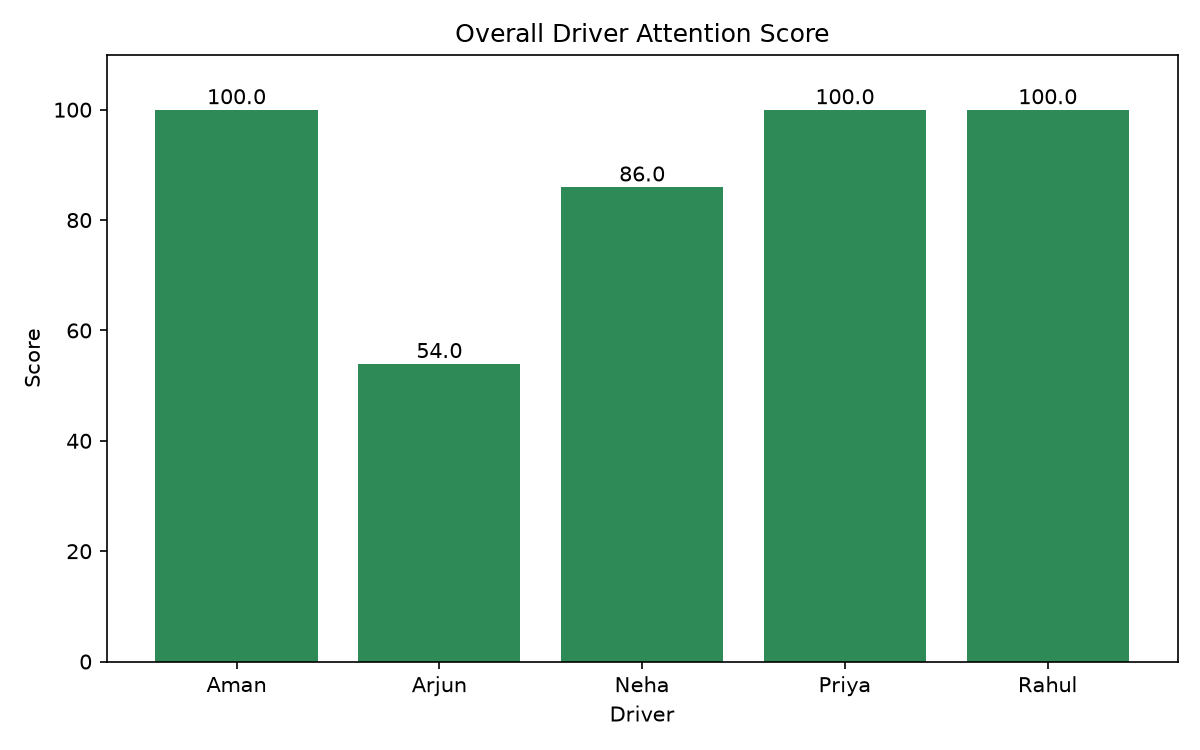 Overall Driver Attention Score
100.0
100.0
100.0
86.0
54.0
100
80
60
40
20
0
Score
Aman
Arjun
Neha
Priya
Rahul
Driver